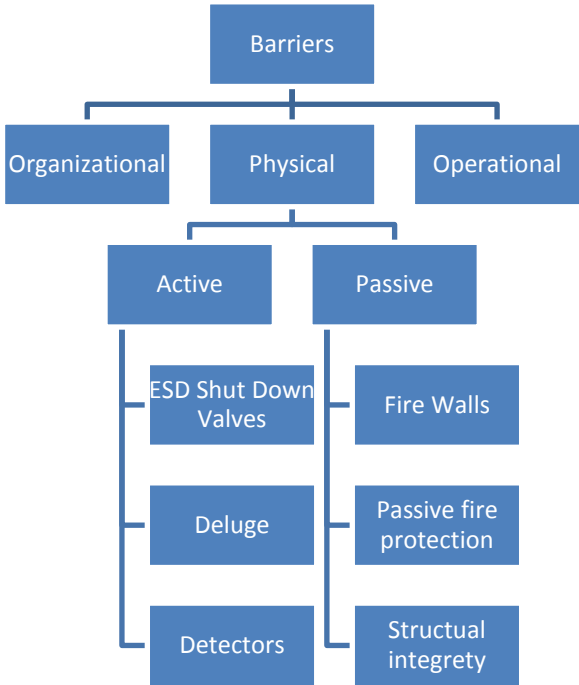 Barriers
Organizational
Physical
Operational
Active
Passive
ESD Shut Down
Valves
Fire Walls
Deluge
Passive fire
protection
Detectors
Structual
integrety